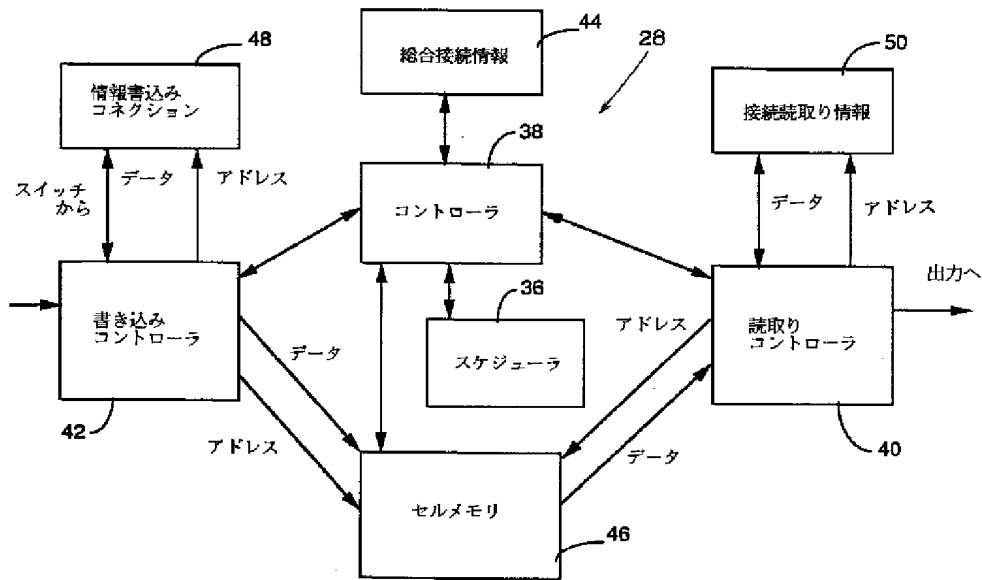 48
情報書込み
コネクション
44
総合接続情報
28
50
接続読取り情報
スイッチ
から
データ
アドレス
38
コントローラ
データ
アドレス
出力へ
書き込み
コントローラ
42
データ
アドレス
36
スケジューラ
アドレス
データ
読取り
コントローラ
40
セルメモリ
46